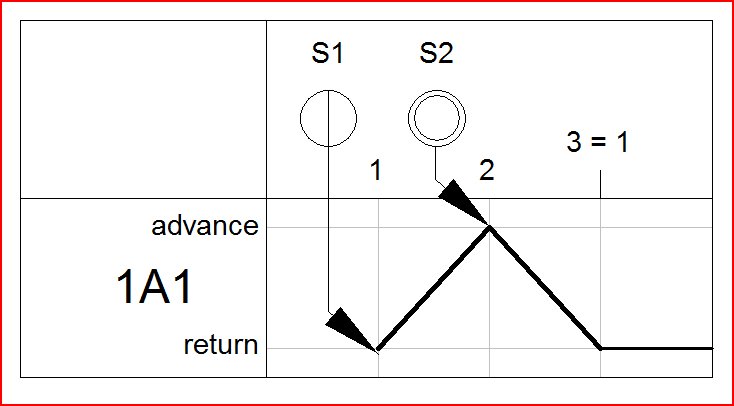 S1 S2
3 = 1
1 2
advance
1A1
return